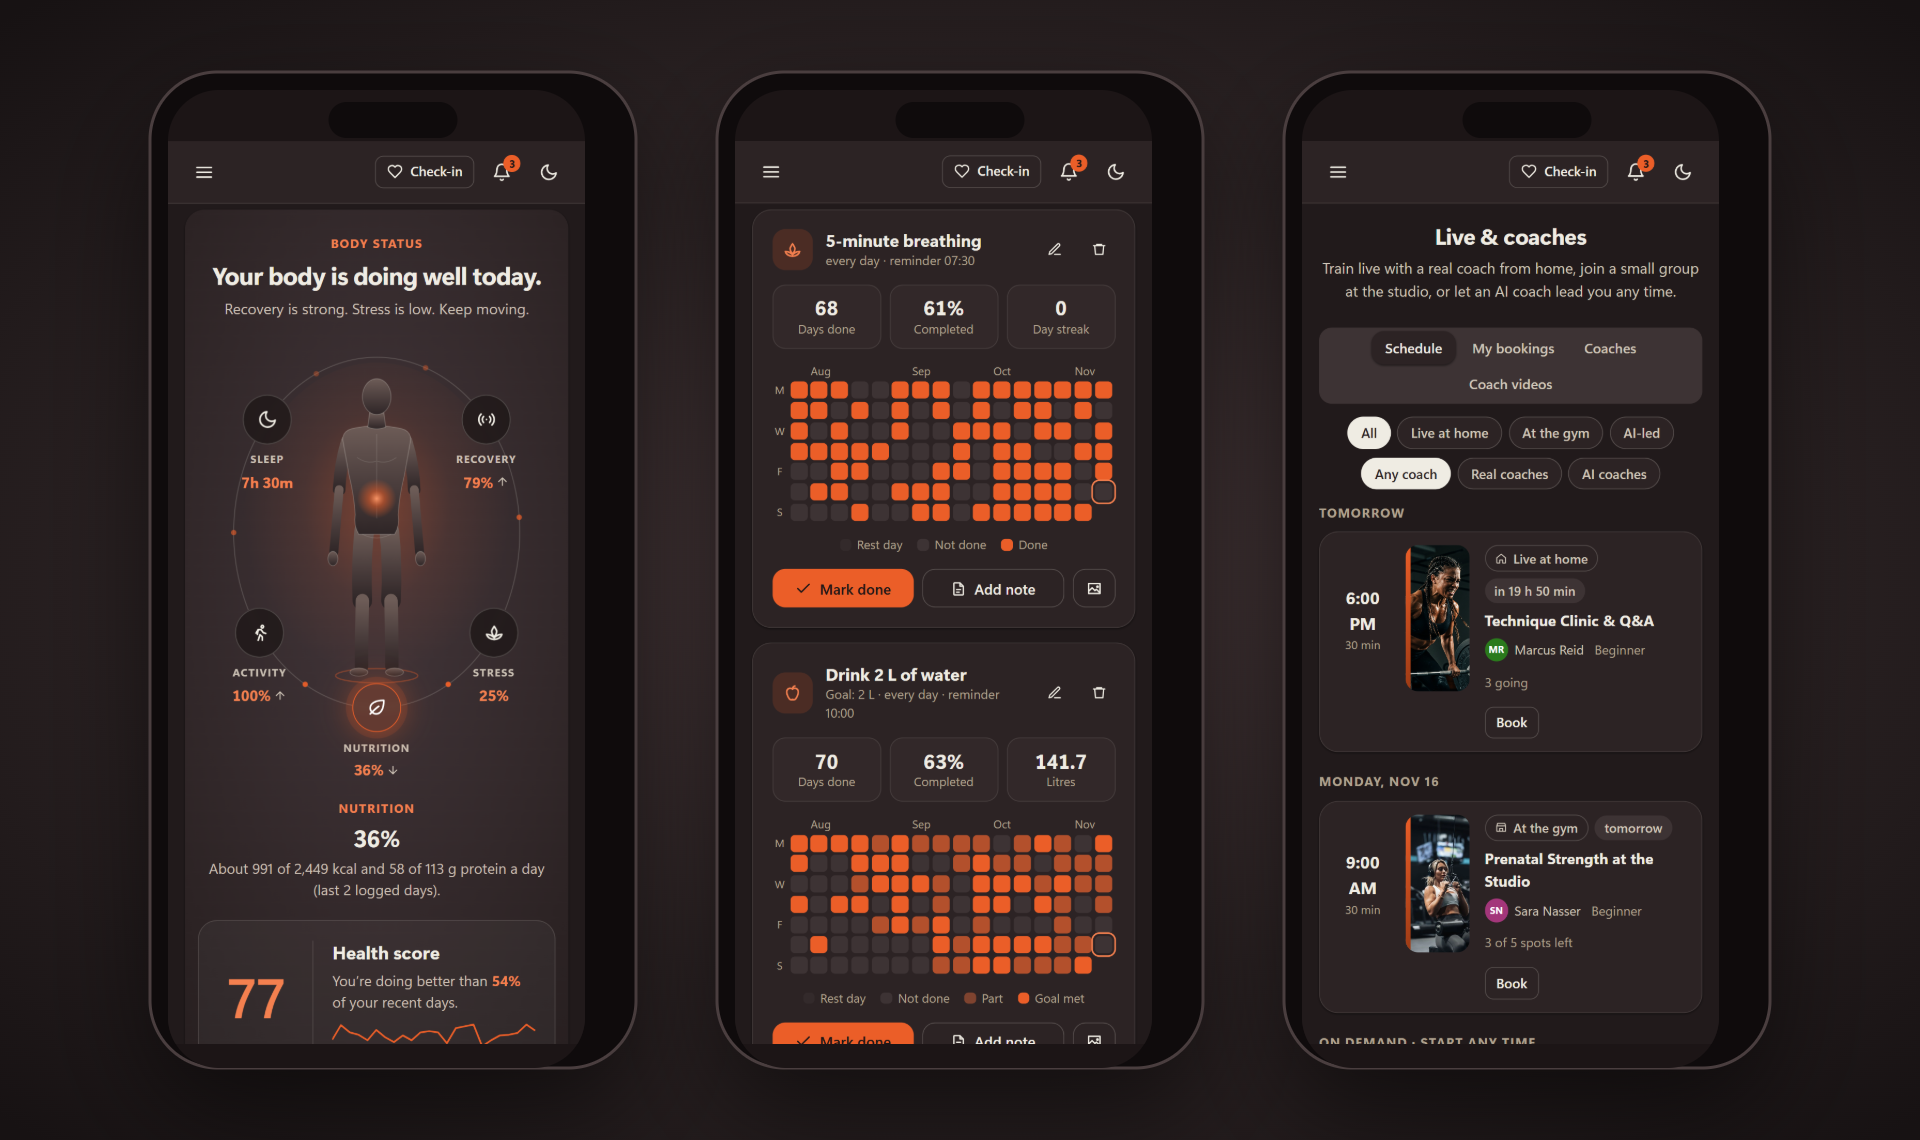 Check-in
3
BODY STATUS
Your body is doing well today.
Recovery is strong. Stress is low. Keep moving.
SLEEP
7h 30m
RECOVERY
79% ↑
ACTIVITY
100% ↑
STRESS
25%
NUTRITION
36% ↓
NUTRITION
36%
About 991 of 2,449 kcal and 58 of 113 g protein a day
(last 2 logged days).
77
Health score
You're doing better than 54%
of your recent days.
Check-in
3
5-minute breathing
every day · reminder 07:30
68
Days done
61%
Completed
0
Day streak
Aug Sep Oct Nov
M
W
F
S
Rest day Not done Done
Mark done
Add note
Drink 2 L of water
Goal: 2 L · every day · reminder
10:00
70
Days done
63%
Completed
141.7
Litres
Aug Sep Oct Nov
M
W
F
S
Rest day Not done Part Goal met
Mark done
Add note
Check-in
3
Live & coaches
Train live with a real coach from home, join a small group
at the studio, or let an AI coach lead you any time.
Schedule My bookings Coaches
Coach videos
All Live at home At the gym AI-led
Any coach Real coaches AI coaches
TOMORROW
6:00
PM
30 min
Live at home
in 19 h 50 min
Technique Clinic & Q&A
MR Marcus Reid Beginner
3 going
Book
MONDAY, NOV 16
9:00
AM
30 min
At the gym tomorrow
Prenatal Strength at the
Studio
SN Sara Nasser Beginner
3 of 5 spots left
Book
ON DEMAND · START ANY TIME